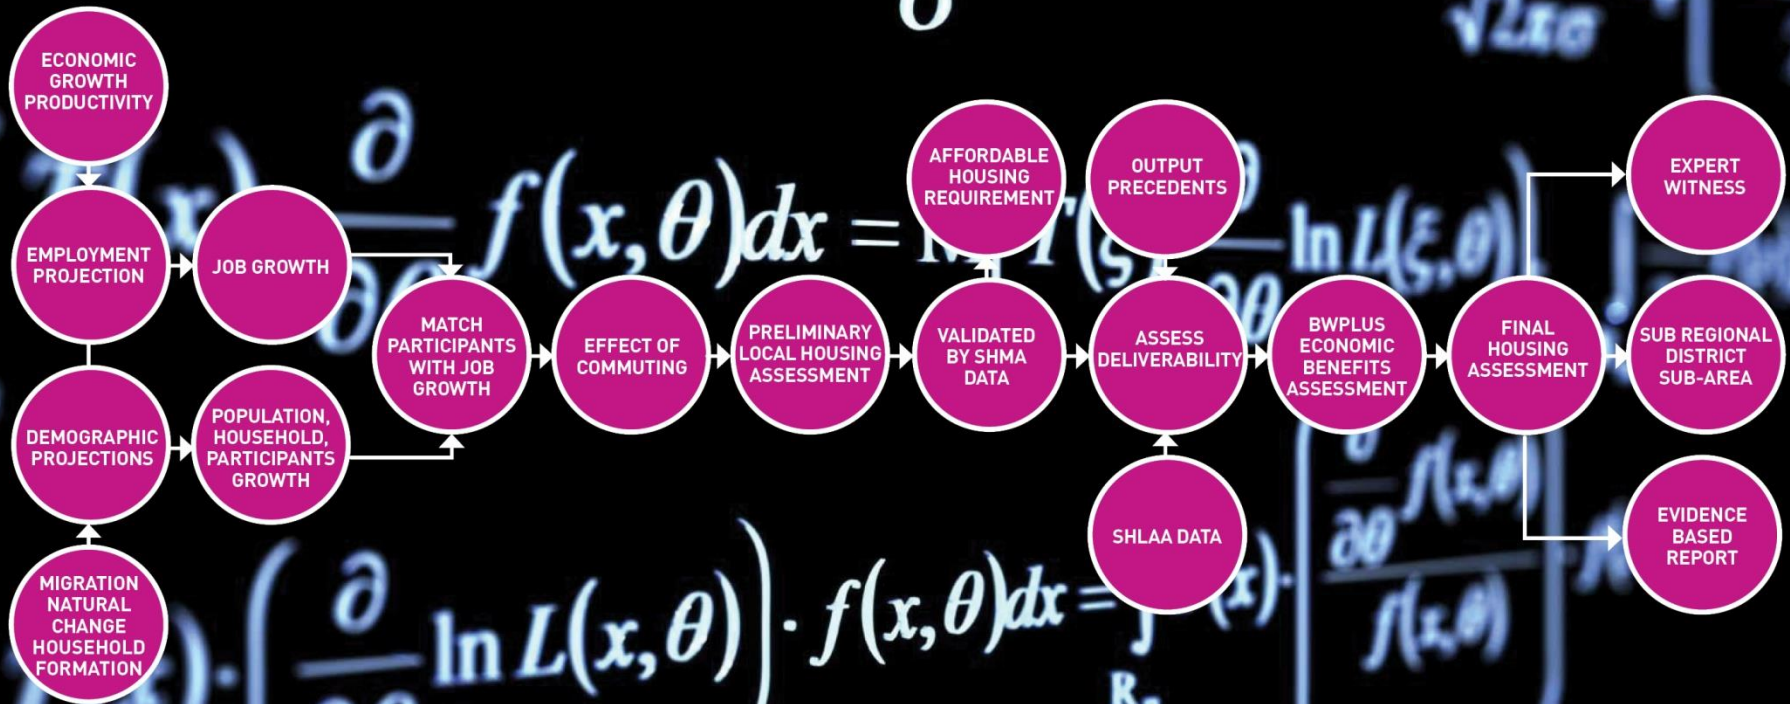 ECONOMIC
GROWTH
PRODUCTIVITY
EMPLOYMENT
PROJECTION
JOB GROWTH
DEMOGRAPHIC
PROJECTIONS
POPULATION,
HOUSEHOLD,
PARTICIPANTS
GROWTH
MIGRATION
NATURAL
CHANGE
HOUSEHOLD
FORMATION
MATCH
PARTICIPANTS
WITH JOB
GROWTH
EFFECT OF
COMMUTING
PRELIMINARY
LOCAL HOUSING
ASSESSMENT
AFFORDABLE
HOUSING
REQUIREMENT
VALIDATED
BY SHMA
DATA
OUTPUT
PRECEDENTS
ASSESS
DELIVERABILITY
SHLAA DATA
BWPLUS
ECONOMIC
BENEFITS
ASSESSMENT
FINAL
HOUSING
ASSESSMENT
EXPERT
WITNESS
SUB REGIONAL
DISTRICT
SUB-AREA
EVIDENCE
BASED
REPORT
∂
f(x,θ)dx =
ln L(ξ,θ)
∂
ln L(x,θ)) · f(x,θ)dx =
∂
∂θ f(x,θ)
f(x,θ)
√2πσ